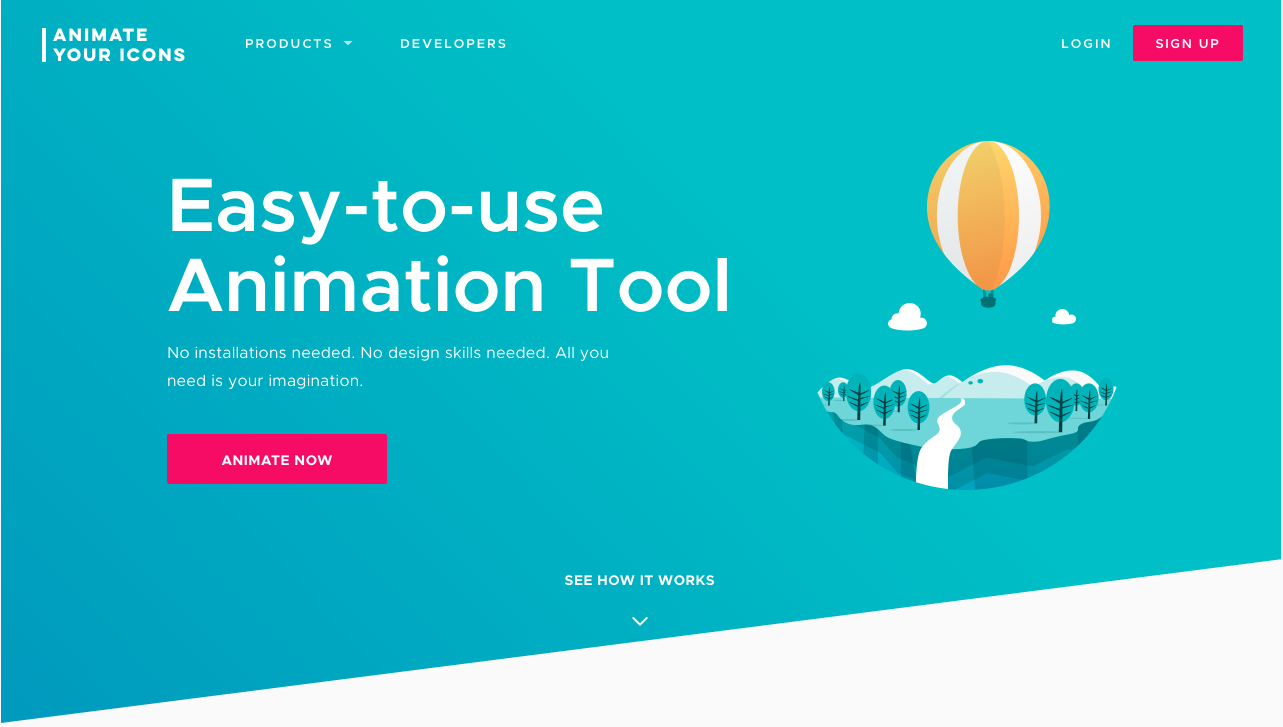 ANIMATE
YOUR ICONS
PRODUCTS
DEVELOPERS
LOGIN
SIGN UP
Easy-to-use
Animation Tool
No installations needed. No design skills needed. All you
need is your imagination.
ANIMATE NOW
SEE HOW IT WORKS